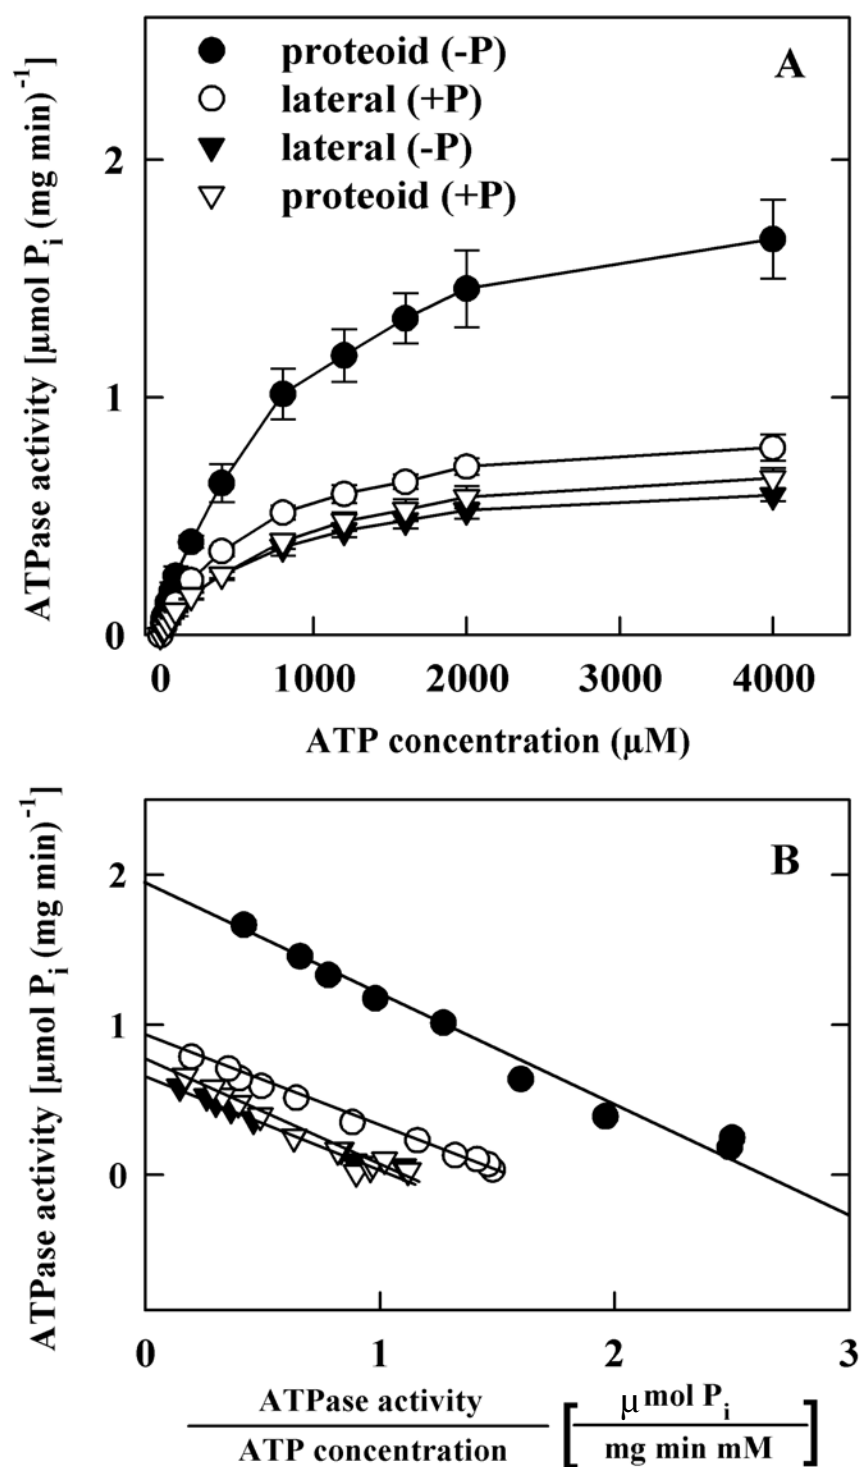 proteoid (-P)
A
lateral (+P)
lateral (-P)
proteoid (+P)
ATPase activity [µmol Pi (mg min)-1]
2
1
0
0 1000 2000 3000 4000
ATP concentration (µM)
B
ATPase activity [µmol Pi (mg min)-1]
2
1
0
0 1 2 3
ATPase activity
ATP concentration
[ µmol Pi
mg min mM ]